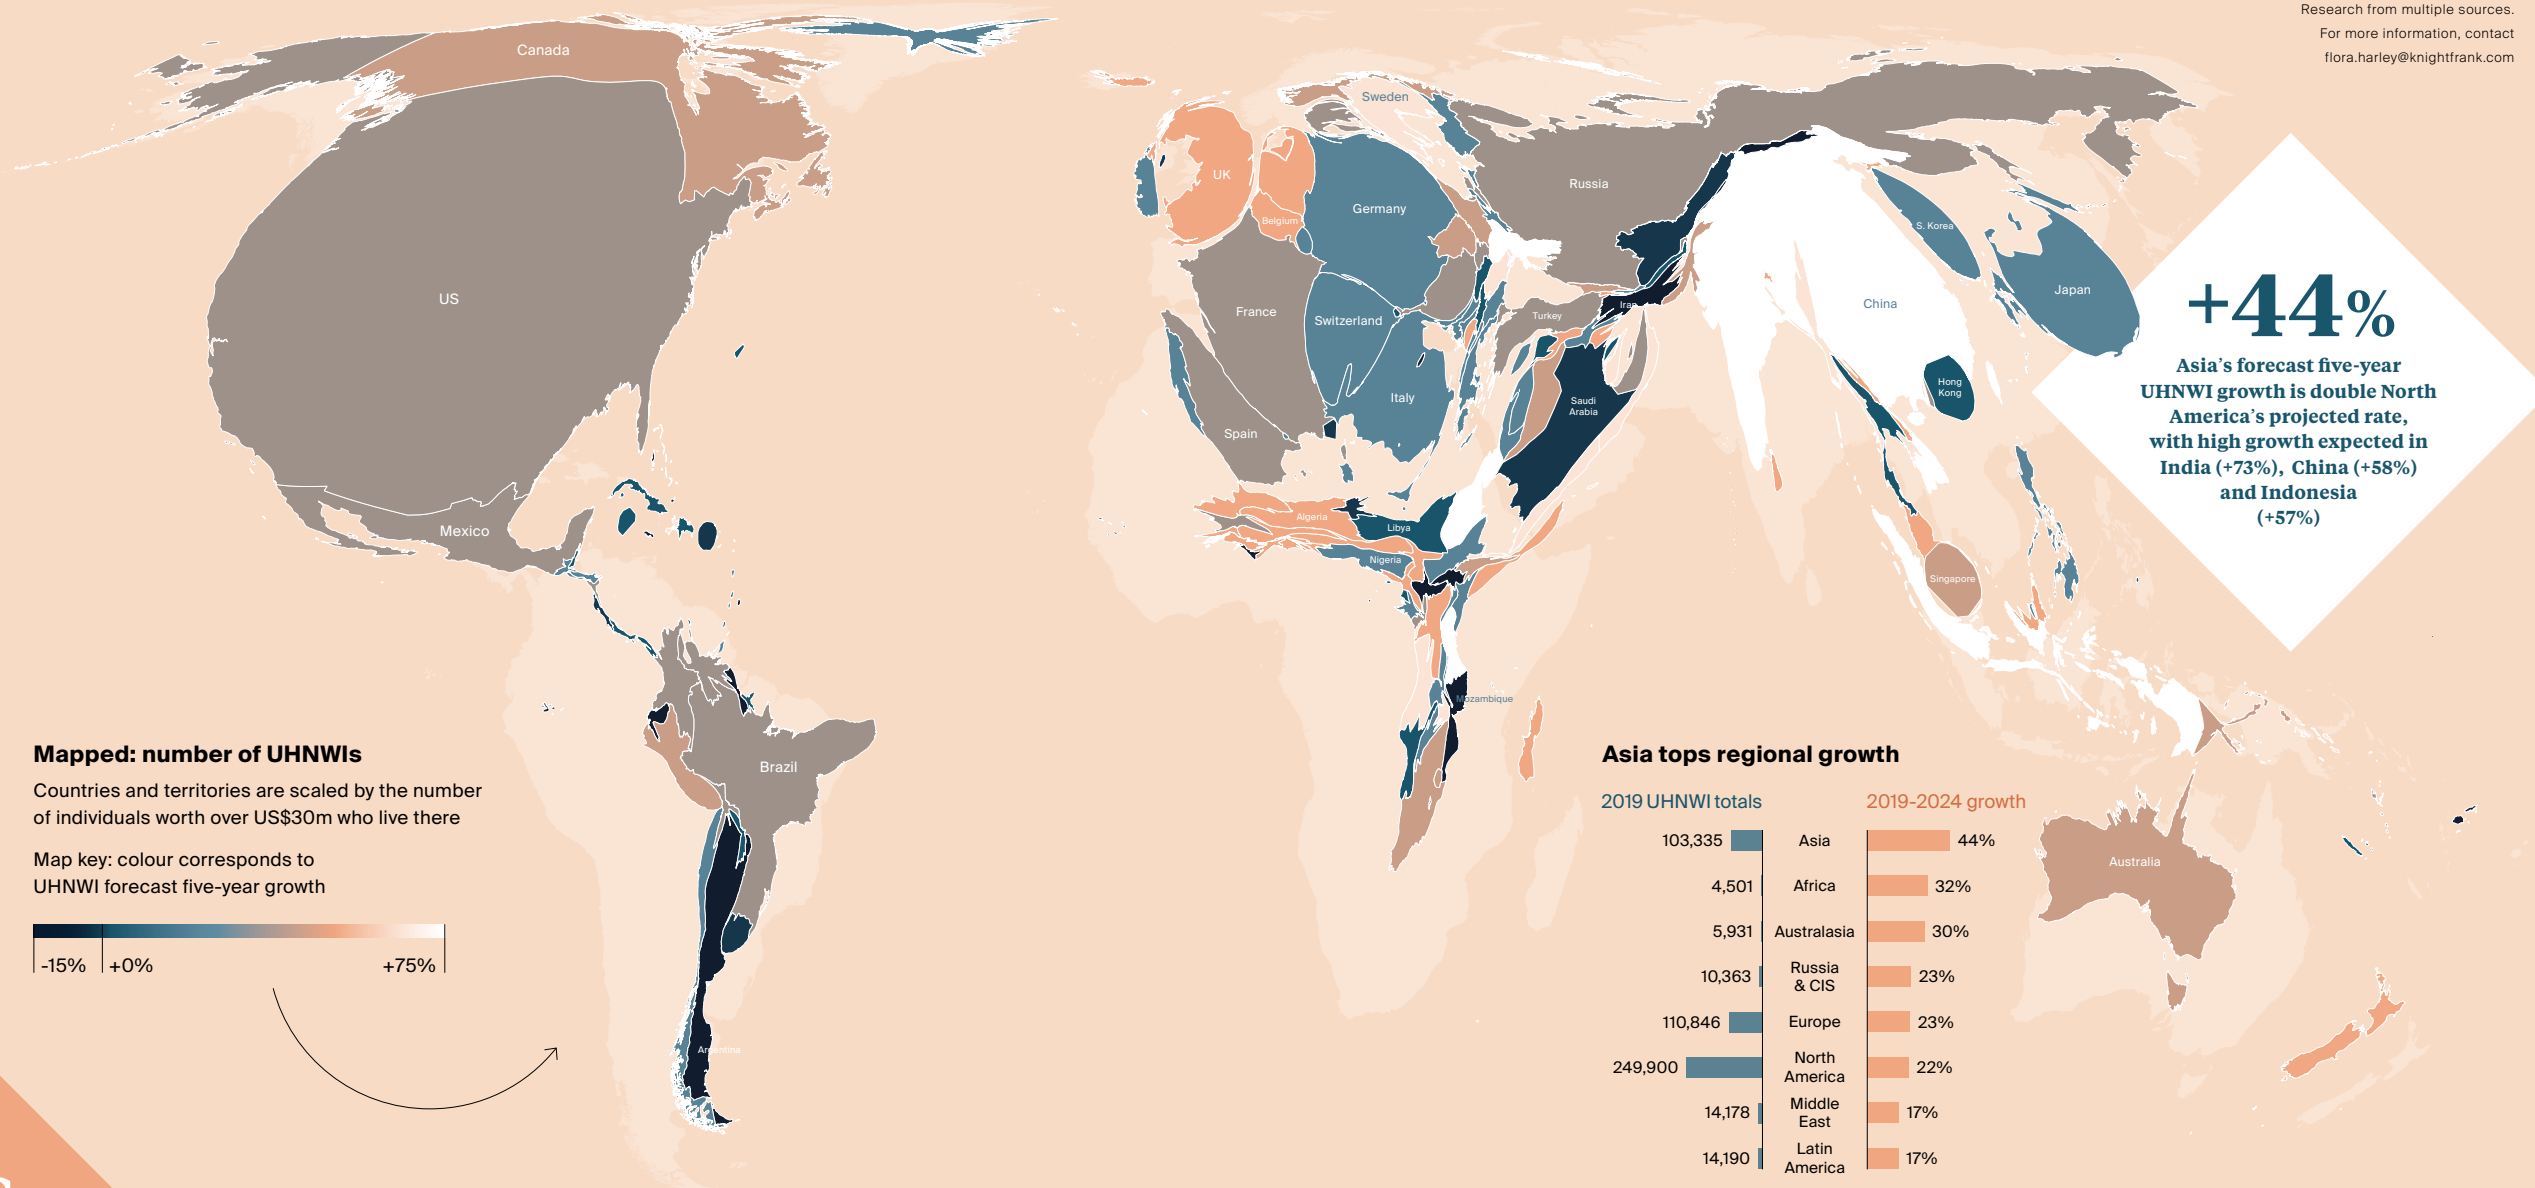 Research from multiple sources.
For more information, contact
flora.harley@knightfrank.com
Canada
US
Mexico
Brazil
Argentina
Sweden
UK
Belgium
Germany
France
Switzerland
Italy
Spain
Russia
Turkey
Iran
Saudi
Arabia
Algeria
Libya
Nigeria
Mozambique
China
S. Korea
Japan
Hong
Kong
Singapore
Australia
+44%
Asia’s forecast five-year
UHNWI growth is double North
America’s projected rate,
with high growth expected in
India (+73%), China (+58%)
and Indonesia
(+57%)
Mapped: number of UHNWIs
Countries and territories are scaled by the number
of individuals worth over US$30m who live there
Map key: colour corresponds to
UHNWI forecast five-year growth
-15% +0% +75%
Asia tops regional growth
2019 UHNWI totals 2019-2024 growth
103,335 Asia 44%
4,501 Africa 32%
5,931 Australasia 30%
10,363 Russia
& CIS 23%
110,846 Europe 23%
249,900 North
America 22%
14,178 Middle
East 17%
14,190 Latin
America 17%